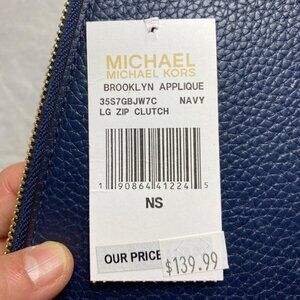 MICHAEL
MICHAEL KORS
BROOKLYN APPLIQUE
35S7GBJW7C NAVY
LG ZIP CLUTCH
1 90864 41224 5
NS
OUR PRICE
$139.99